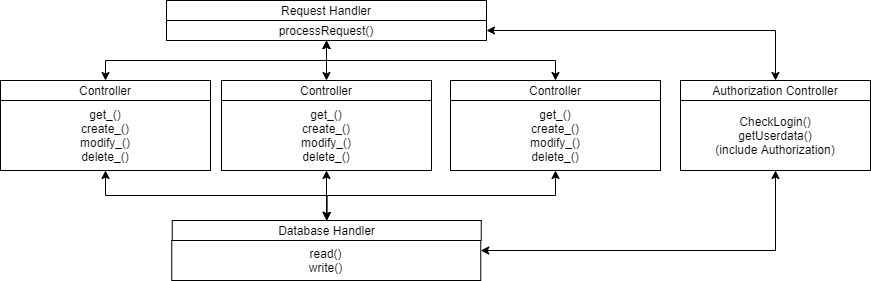 Request Handler
processRequest()
Controller
get_()
create_()
modify_()
delete_()
Controller
get_()
create_()
modify_()
delete_()
Controller
get_()
create_()
modify_()
delete_()
Authorization Controller
CheckLogin()
getUserdata()
(include Authorization)
Database Handler
read()
write()